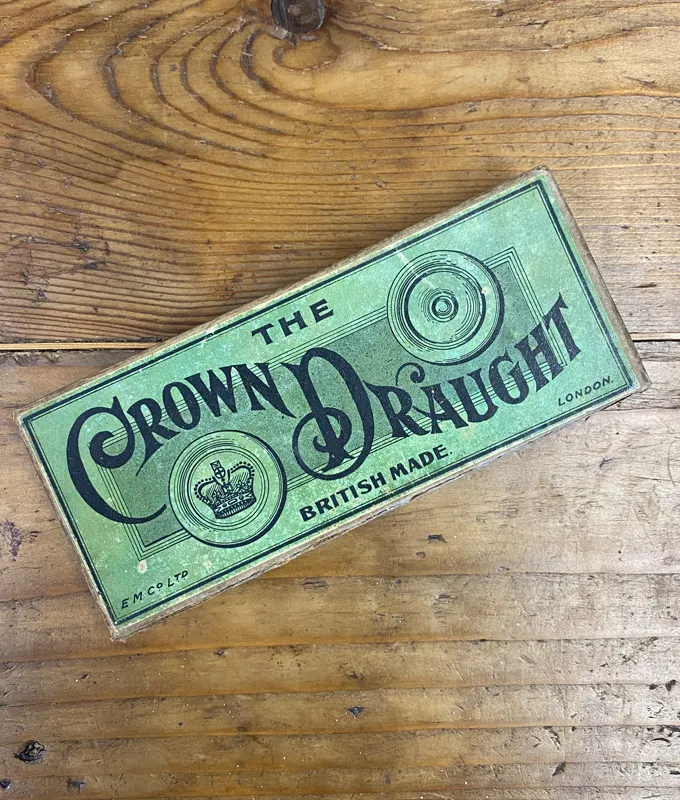 THE
CROWN DRAUGHT
BRITISH MADE.
E M. Co LTD
LONDON.